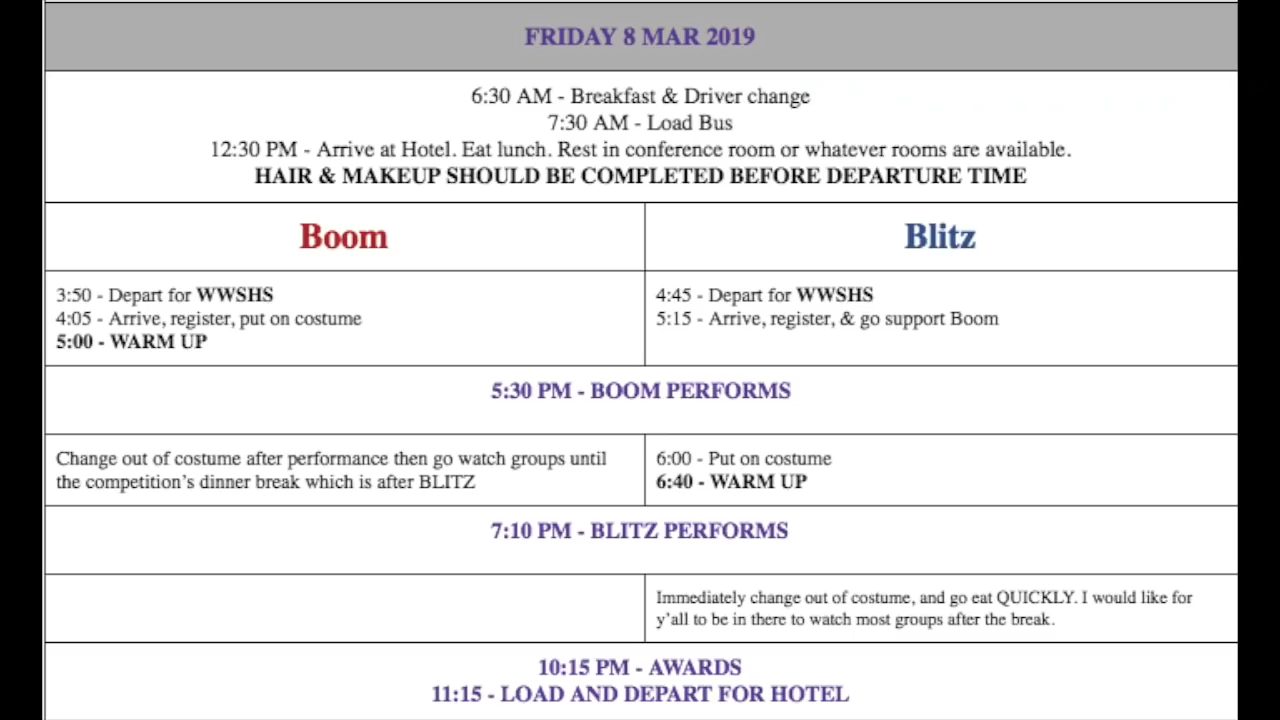 FRIDAY 8 MAR 2019
6:30 AM - Breakfast & Driver change
7:30 AM - Load Bus
12:30 PM - Arrive at Hotel. Eat lunch. Rest in conference room or whatever rooms are available.
HAIR & MAKEUP SHOULD BE COMPLETED BEFORE DEPARTURE TIME
Boom
Blitz
3:50 - Depart for WWSHS
4:05 - Arrive, register, put on costume
5:00 - WARM UP
4:45 - Depart for WWSHS
5:15 - Arrive, register, & go support Boom
5:30 PM - BOOM PERFORMS
Change out of costume after performance then go watch groups until
the competition's dinner break which is after BLITZ
6:00 - Put on costume
6:40 - WARM UP
7:10 PM - BLITZ PERFORMS
Immediately change out of costume, and go eat QUICKLY. I would like for
y'all to be in there to watch most groups after the break.
10:15 PM - AWARDS
11:15 - LOAD AND DEPART FOR HOTEL